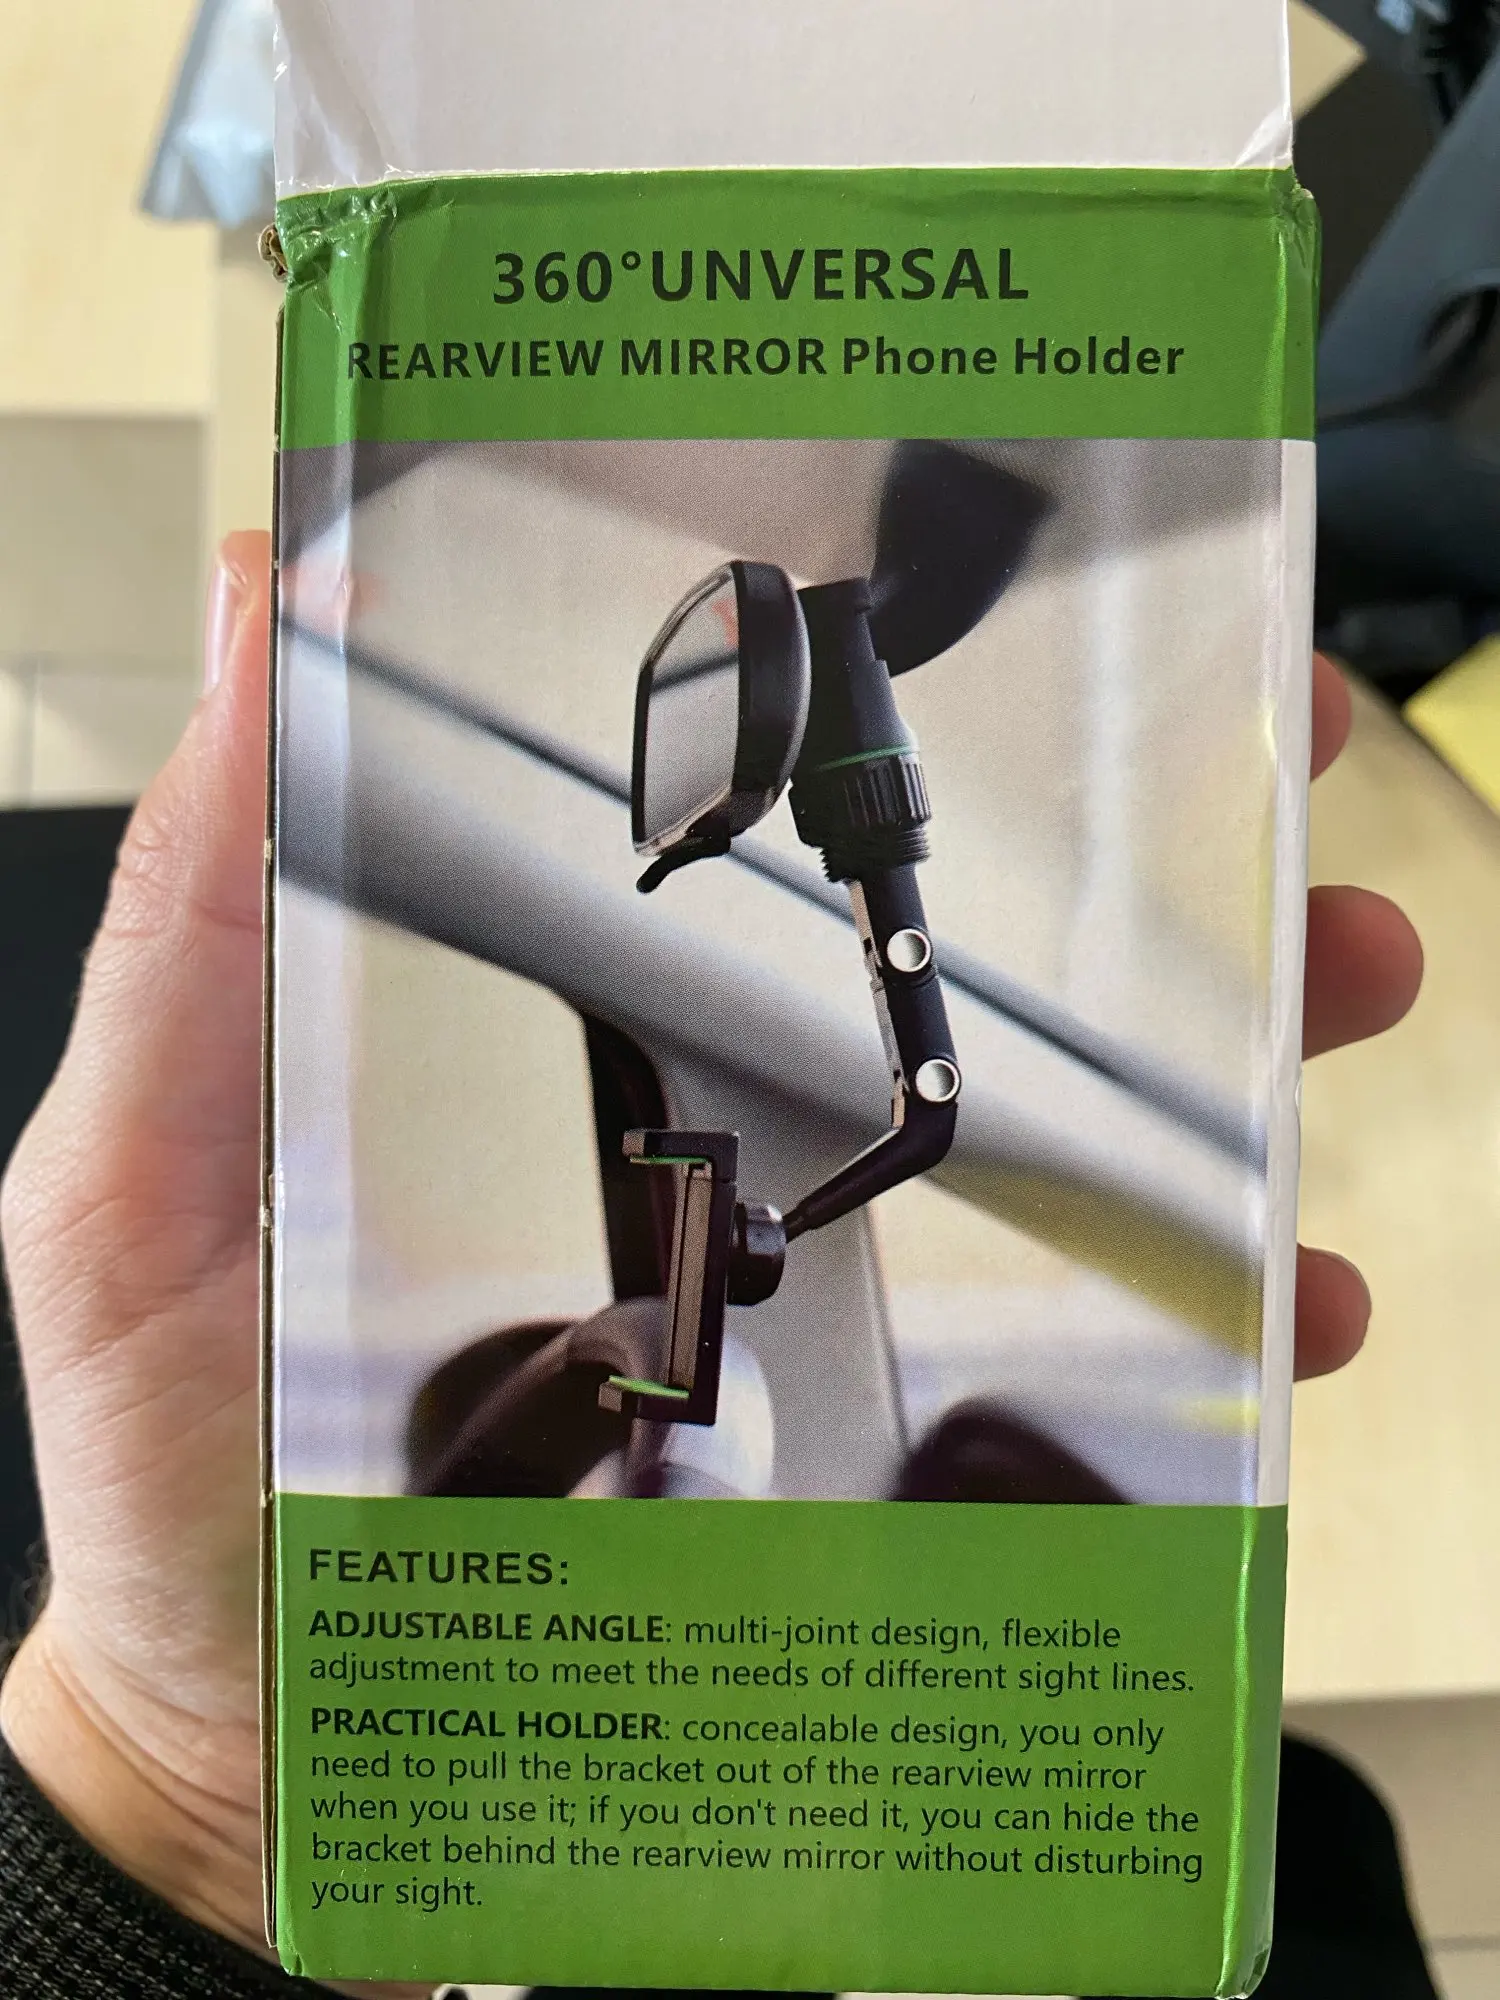 360°UNVERSAL
REARVIEW MIRROR Phone Holder
FEATURES:
ADJUSTABLE ANGLE: multi-joint design, flexible
adjustment to meet the needs of different sight lines.
PRACTICAL HOLDER: concealable design, you only
need to pull the bracket out of the rearview mirror
when you use it; if you don't need it, you can hide the
bracket behind the rearview mirror without disturbing
your sight.